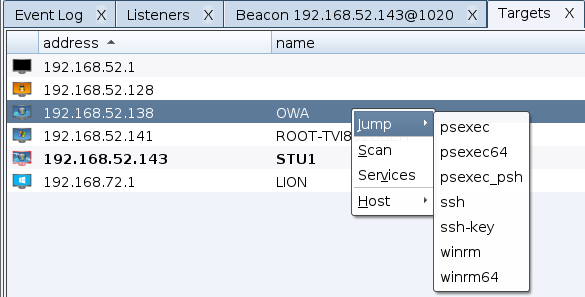 Event Log X Listeners X Beacon 192.168.52.143@1020 X Targets X
address name
192.168.52.1
192.168.52.128
192.168.52.138 OWA
192.168.52.141 ROOT-TVI8
192.168.52.143 STU1
192.168.72.1 LION
Jump
Scan
Services
Host
psexec
psexec64
psexec_psh
ssh
ssh-key
winrm
winrm64